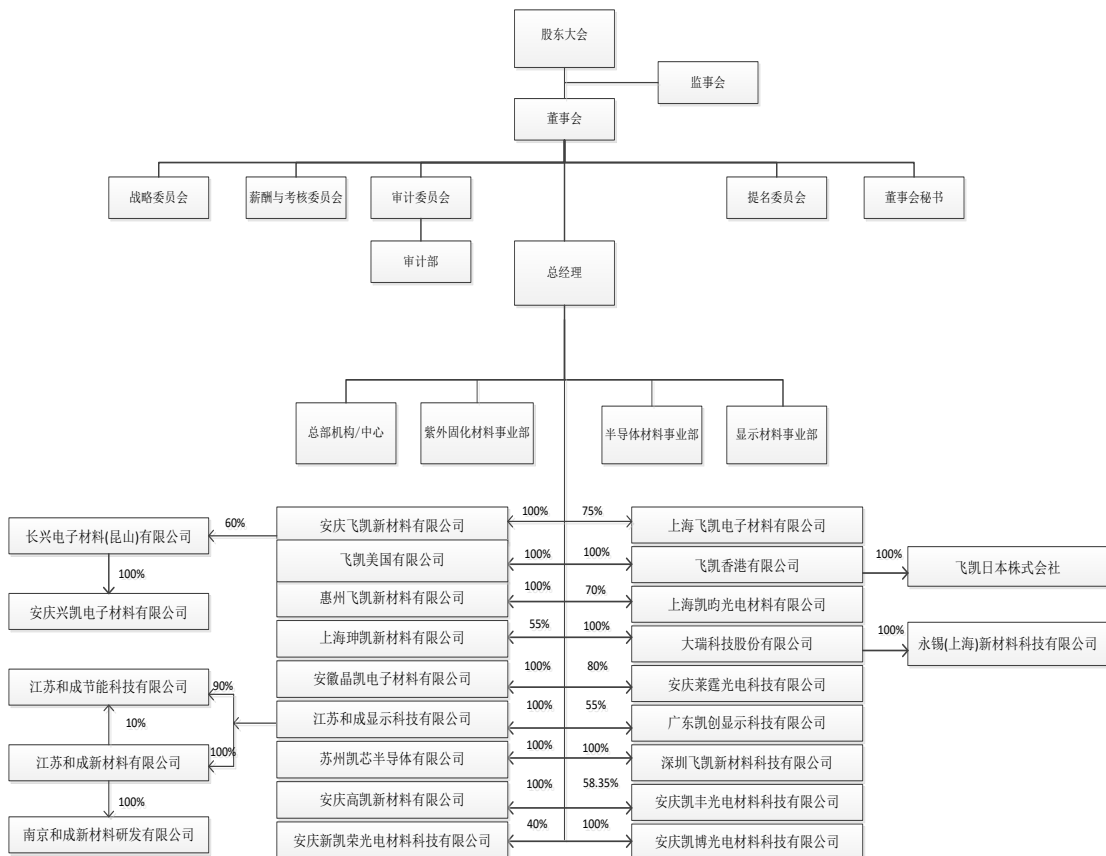 股东大会
监事会
董事会
战略委员会
薪酬与考核委员会
审计委员会
提名委员会
董事会秘书
审计部
总经理
总部机构/中心
紫外固化材料事业部
半导体材料事业部
显示材料事业部
长兴电子材料(昆山)有限公司
60%
安庆飞凯新材料有限公司
100%
75%
上海飞凯电子材料有限公司
飞凯美国有限公司
100%
100%
飞凯香港有限公司
100%
飞凯日本株式会社
100%
安庆兴凯电子材料有限公司
惠州飞凯新材料有限公司
100%
70%
上海凯昀光电材料有限公司
上海珅凯新材料有限公司
55%
100%
大瑞科技股份有限公司
100%
永锡(上海)新材料科技有限公司
江苏和成节能科技有限公司
90%
安徽晶凯电子材料有限公司
100%
80%
安庆莱霆光电科技有限公司
10%
江苏和成显示科技有限公司
100%
55%
广东凯创显示科技有限公司
江苏和成新材料有限公司
100%
苏州凯芯半导体有限公司
100%
100%
深圳飞凯新材料科技有限公司
100%
安庆高凯新材料有限公司
100%
58.35%
安庆凯丰光电材料科技有限公司
南京和成新材料研发有限公司
安庆新凯荣光电材料科技有限公司
40%
100%
安庆凯博光电材料科技有限公司